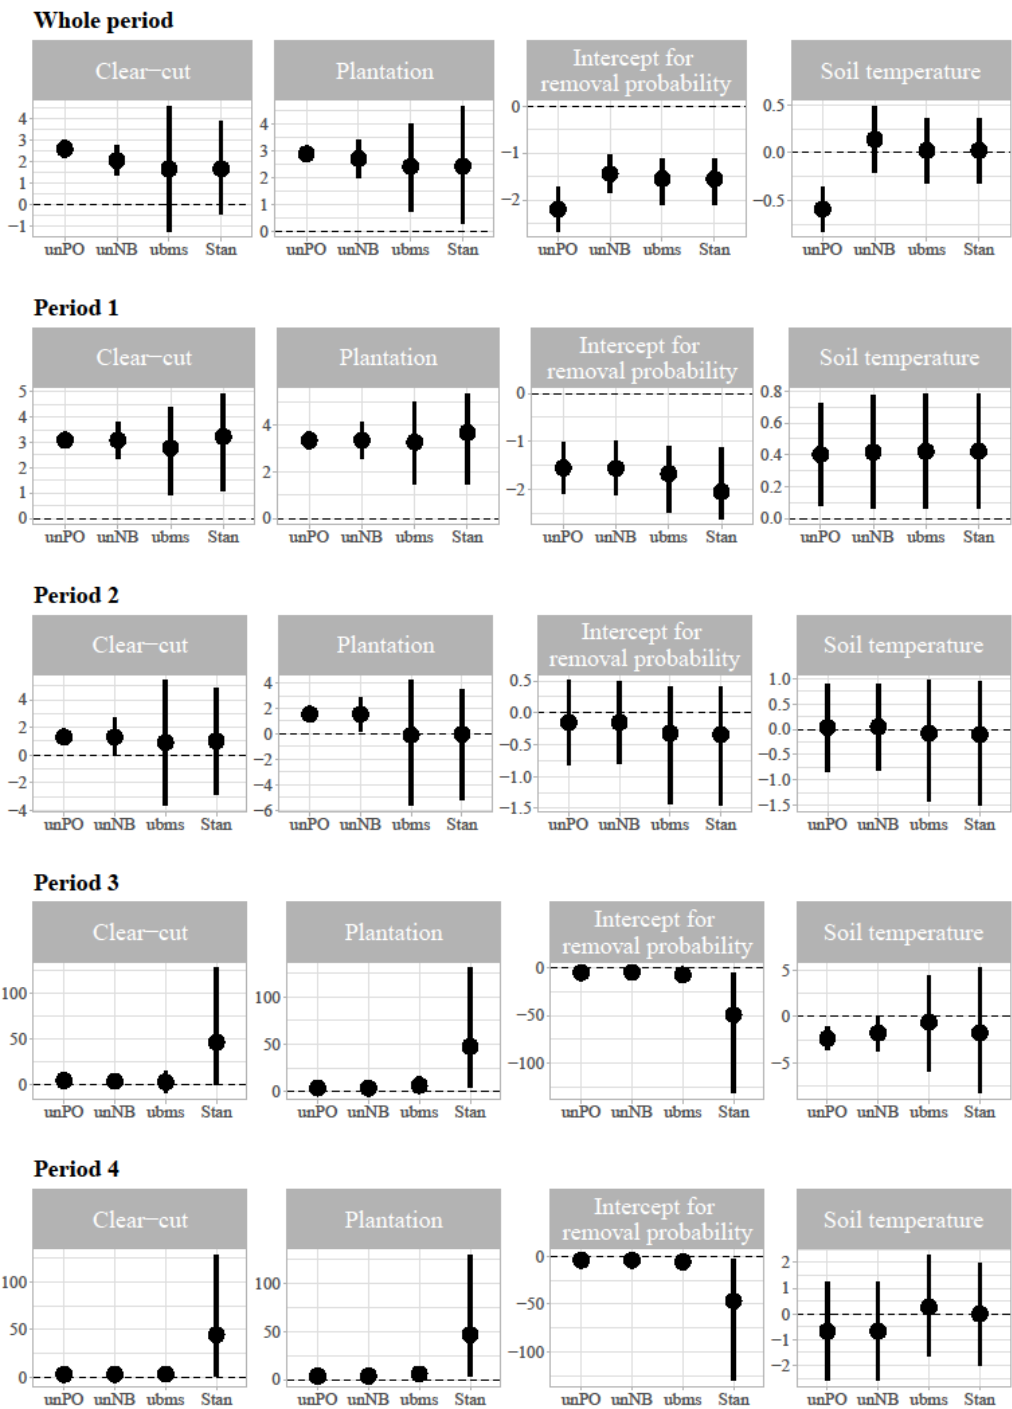 Whole period
Clear−cut
Plantation
Intercept for
removal probability
Soil temperature
4
3
2
1
0
−1
unPO unNB ubms Stan
4
3
2
1
0
unPO unNB ubms Stan
0
−1
−2
unPO unNB ubms Stan
0.5
0.0
−0.5
unPO unNB ubms Stan
Period 1
Clear−cut
Plantation
Intercept for
removal probability
Soil temperature
5
4
3
2
1
0
unPO unNB ubms Stan
4
2
0
unPO unNB ubms Stan
0
−1
−2
unPO unNB ubms Stan
0.8
0.6
0.4
0.2
0.0
unPO unNB ubms Stan
Period 2
Clear−cut
Plantation
Intercept for
removal probability
Soil temperature
4
2
0
−2
−4
unPO unNB ubms Stan
4
2
0
−2
−4
−6
unPO unNB ubms Stan
0.5
0.0
−0.5
−1.0
−1.5
unPO unNB ubms Stan
1.0
0.5
0.0
−0.5
−1.0
−1.5
unPO unNB ubms Stan
Period 3
Clear−cut
Plantation
Intercept for
removal probability
Soil temperature
100
50
0
unPO unNB ubms Stan
100
50
0
unPO unNB ubms Stan
0
−50
−100
unPO unNB ubms Stan
5
0
−5
unPO unNB ubms Stan
Period 4
Clear−cut
Plantation
Intercept for
removal probability
Soil temperature
100
50
0
unPO unNB ubms Stan
100
50
0
unPO unNB ubms Stan
0
−50
−100
unPO unNB ubms Stan
2
1
0
−1
−2
unPO unNB ubms Stan